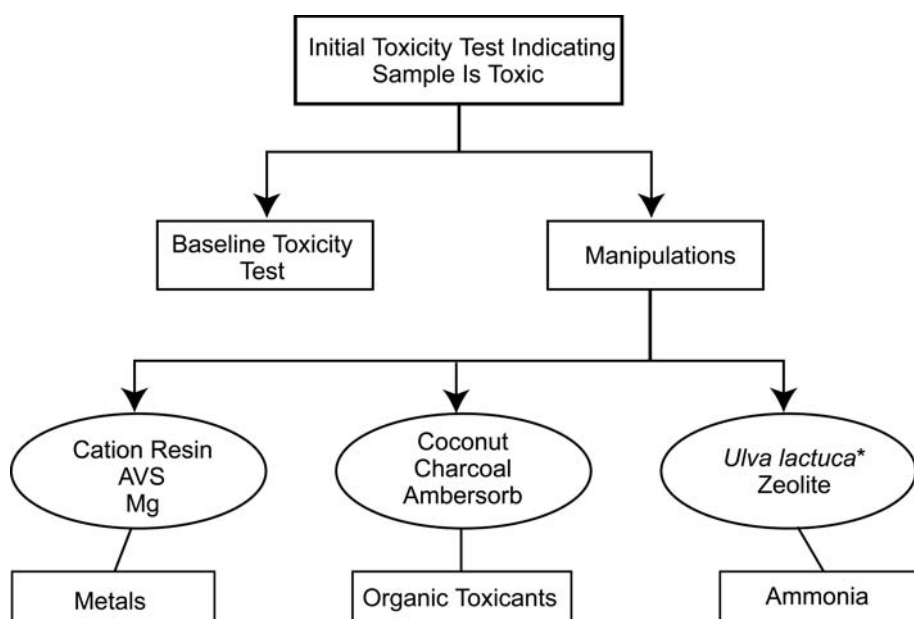 Initial Toxicity Test Indicating
Sample Is Toxic
Baseline Toxicity
Test
Manipulations
Cation Resin
AVS
Mg
Coconut
Charcoal
Ambersorb
Ulva lactuca*
Zeolite
Metals
Organic Toxicants
Ammonia